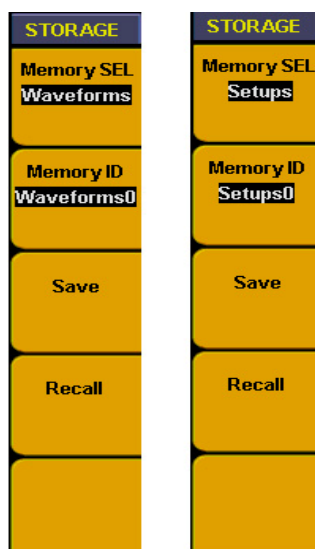 STORAGE
Memory SEL
Waveforms
Memory ID
Waveforms0
Save
Recall
STORAGE
Memory SEL
Setups
Memory ID
Setups0
Save
Recall